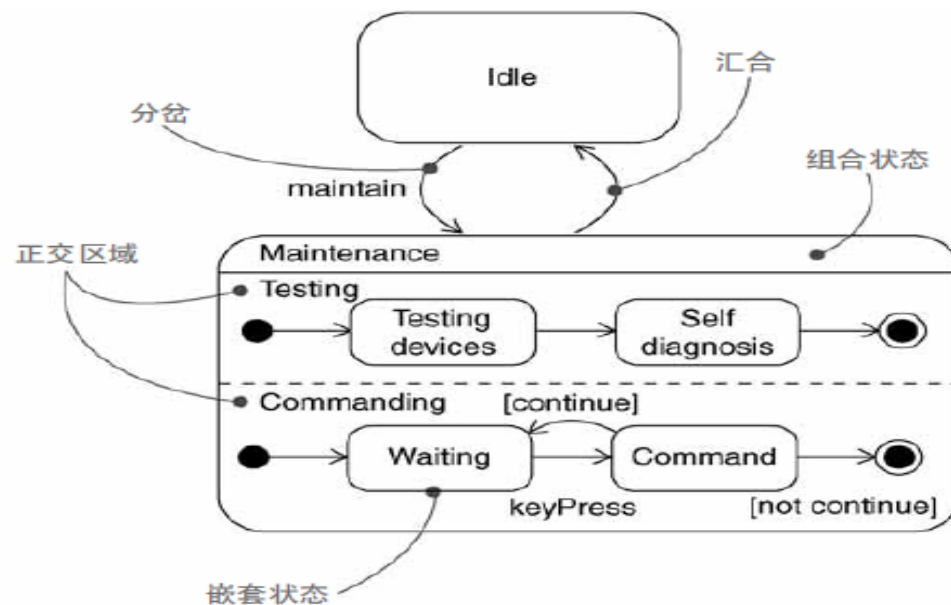 Idle
汇合
分岔
组合状态
maintain
正交区域
Maintenance
Testing
Testing
devices
Self
diagnosis
Commanding
[continue]
Waiting
Command
keyPress
[not continue]
嵌套状态